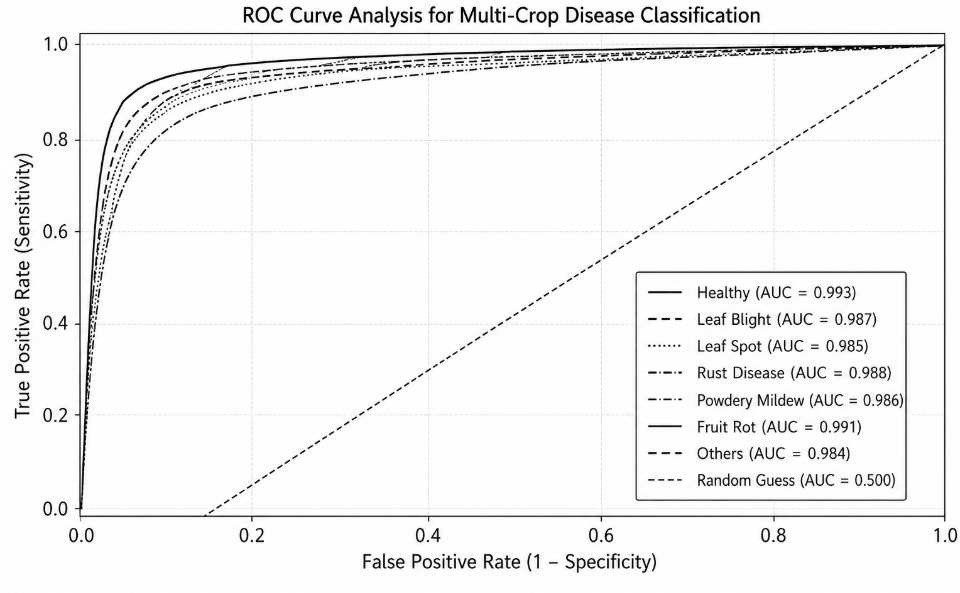 ROC Curve Analysis for Multi-Crop Disease Classification
True Positive Rate (Sensitivity)
1.0
0.8
0.6
0.4
0.2
0.0
0.0 0.2 0.4 0.6 0.8 1.0
False Positive Rate (1 – Specificity)
Healthy (AUC = 0.993)
Leaf Blight (AUC = 0.987)
Leaf Spot (AUC = 0.985)
Rust Disease (AUC = 0.988)
Powdery Mildew (AUC = 0.986)
Fruit Rot (AUC = 0.991)
Others (AUC = 0.984)
Random Guess (AUC = 0.500)